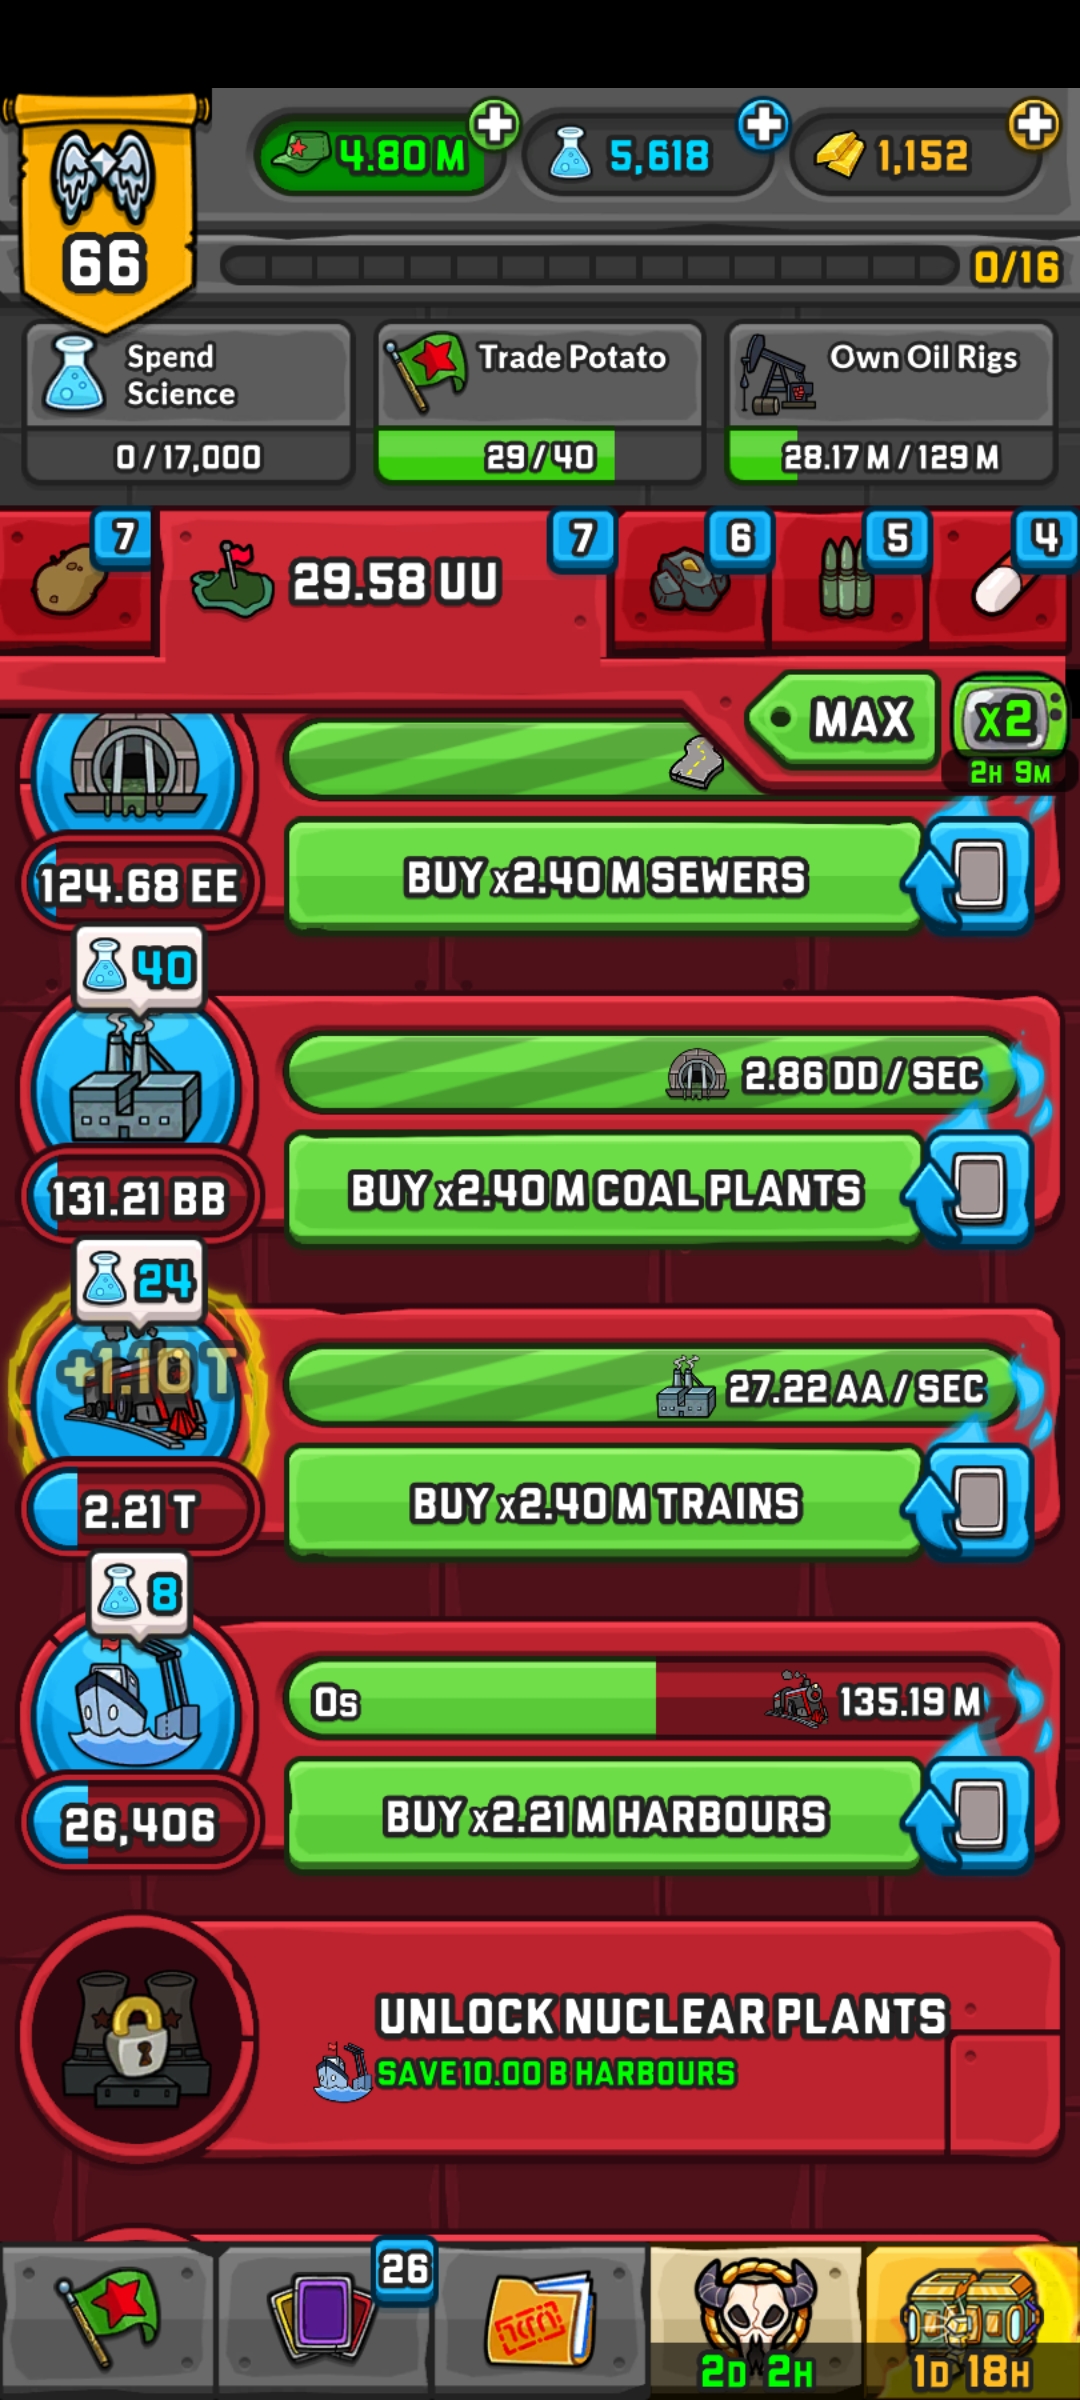 66
4.80 M
5,618
1,152
0/16
Spend
Science
0 / 17,000
Trade Potato
29 / 40
Own Oil Rigs
28.17 M / 129 M
7
29.58 UU
7
6
5
4
MAX
x2
2H 9M
124.68 EE
BUY x2.40 M SEWERS
40
2.86 DD / SEC
131.21 BB
BUY x2.40 M COAL PLANTS
24
+1.10 T
27.22 AA / SEC
2.21 T
BUY x2.40 M TRAINS
8
0s
135.19 M
26,406
BUY x2.21 M HARBOURS
UNLOCK NUCLEAR PLANTS
SAVE 10.00 B HARBOURS
26
2D 2H
1D 18H